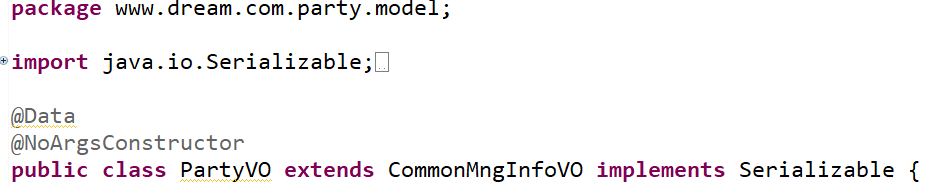 package www.dream.com.party.model;
import java.io.Serializable;
@Data
@NoArgsConstructor
public class PartyVO extends CommonMngInfoVO implements Serializable {